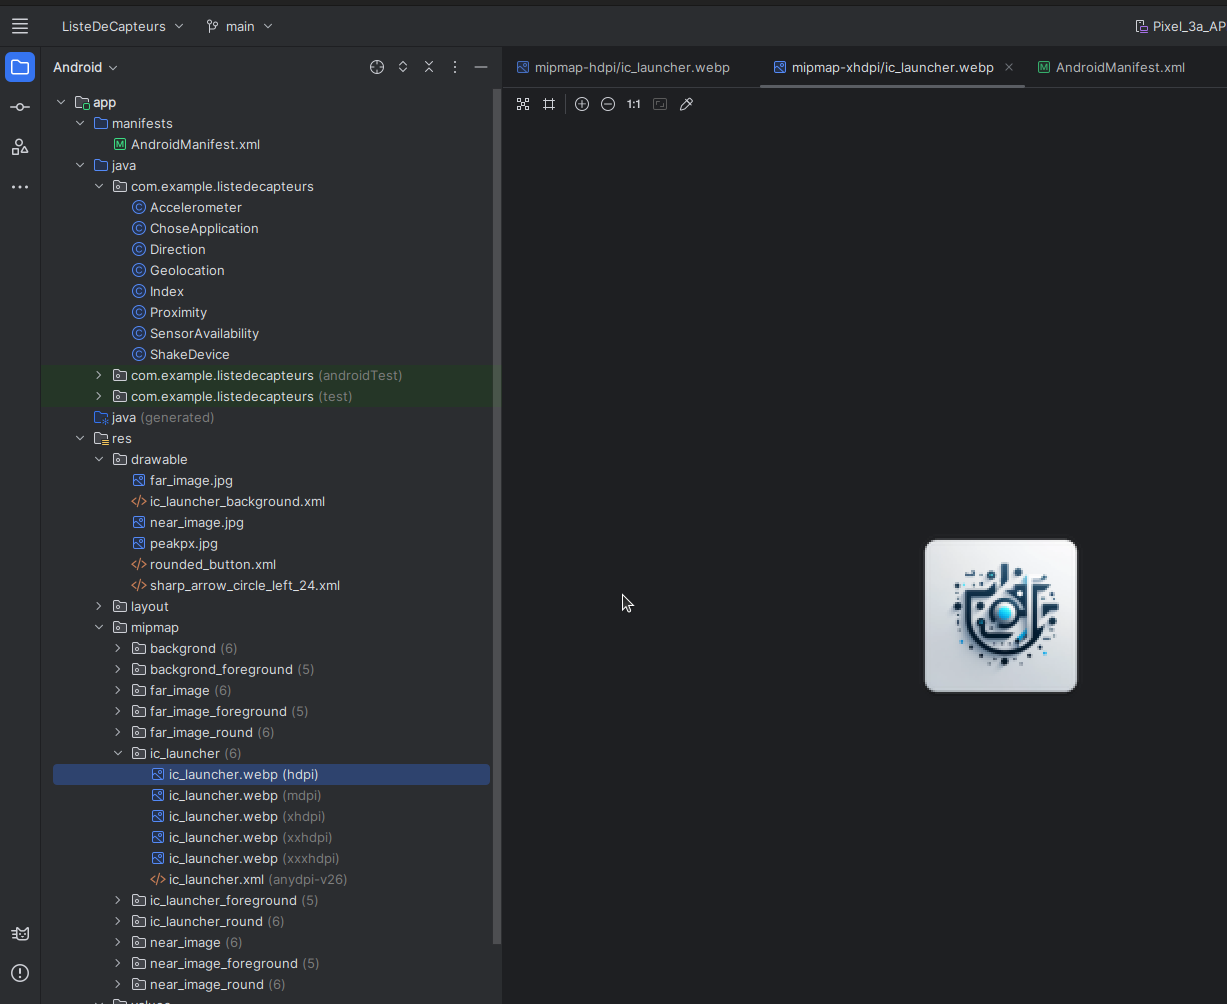 ListeDeCapteurs main Pixel_3a_AP
Android
mipmap-hdpi/ic_launcher.webp mipmap-xhdpi/ic_launcher.webp AndroidManifest.xml
1:1
app
manifests
AndroidManifest.xml
java
com.example.listedecapteurs
Accelerometer
ChoseApplication
Direction
Geolocation
Index
Proximity
SensorAvailability
ShakeDevice
com.example.listedecapteurs (androidTest)
com.example.listedecapteurs (test)
java (generated)
res
drawable
far_image.jpg
ic_launcher_background.xml
near_image.jpg
peakpx.jpg
rounded_button.xml
sharp_arrow_circle_left_24.xml
layout
mipmap
backgrond (6)
backgrond_foreground (5)
far_image (6)
far_image_foreground (5)
far_image_round (6)
ic_launcher (6)
ic_launcher.webp (hdpi)
ic_launcher.webp (mdpi)
ic_launcher.webp (xhdpi)
ic_launcher.webp (xxhdpi)
ic_launcher.webp (xxxhdpi)
ic_launcher.xml (anydpi-v26)
ic_launcher_foreground (5)
ic_launcher_round (6)
near_image (6)
near_image_foreground (5)
near_image_round (6)